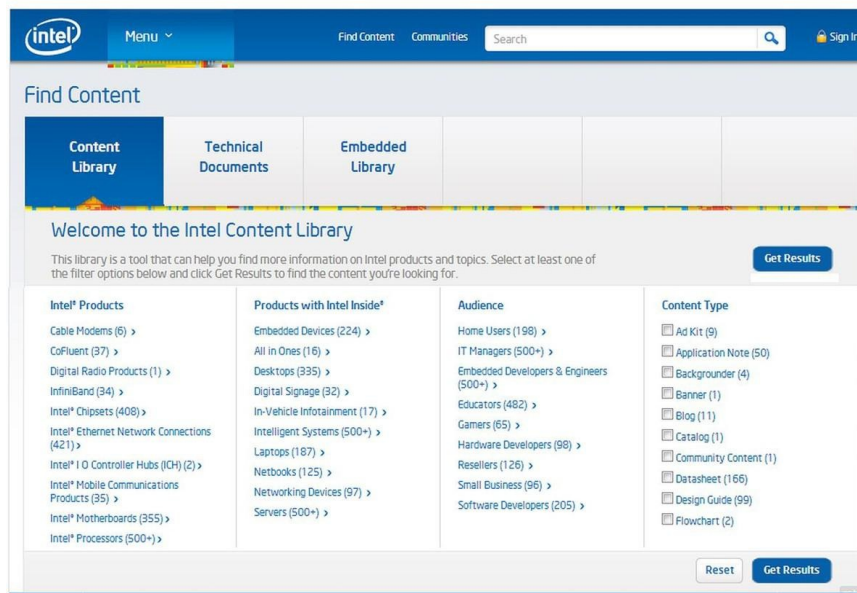 intel
Menu
Find Content
Communities
Search
Sign In
Find Content
Content
Library
Technical
Documents
Embedded
Library
Welcome to the Intel Content Library
This library is a tool that can help you find more information on Intel products and topics. Select at least one of
the filter options below and click Get Results to find the content you're looking for.
Get Results
Intel® Products
Cable Modems (6) ›
CoFluent (37) ›
Digital Radio Products (1) ›
InfiniBand (34) ›
Intel® Chipsets (408) ›
Intel® Ethernet Network Connections
(421) ›
Intel® I O Controller Hubs (ICH) (2) ›
Intel® Mobile Communications
Products (35) ›
Intel® Motherboards (355) ›
Intel® Processors (500+) ›
Products with Intel Inside®
Embedded Devices (224) ›
All in Ones (16) ›
Desktops (335) ›
Digital Signage (32) ›
In-Vehicle Infotainment (17) ›
Intelligent Systems (500+) ›
Laptops (187) ›
Netbooks (125) ›
Networking Devices (97) ›
Servers (500+) ›
Audience
Home Users (198) ›
IT Managers (500+) ›
Embedded Developers & Engineers
(500+) ›
Educators (482) ›
Gamers (65) ›
Hardware Developers (98) ›
Resellers (126) ›
Small Business (96) ›
Software Developers (205) ›
Content Type
Ad Kit (9)
Application Note (50)
Backgrounder (4)
Banner (1)
Blog (11)
Catalog (1)
Community Content (1)
Datasheet (166)
Design Guide (99)
Flowchart (2)
Reset
Get Results